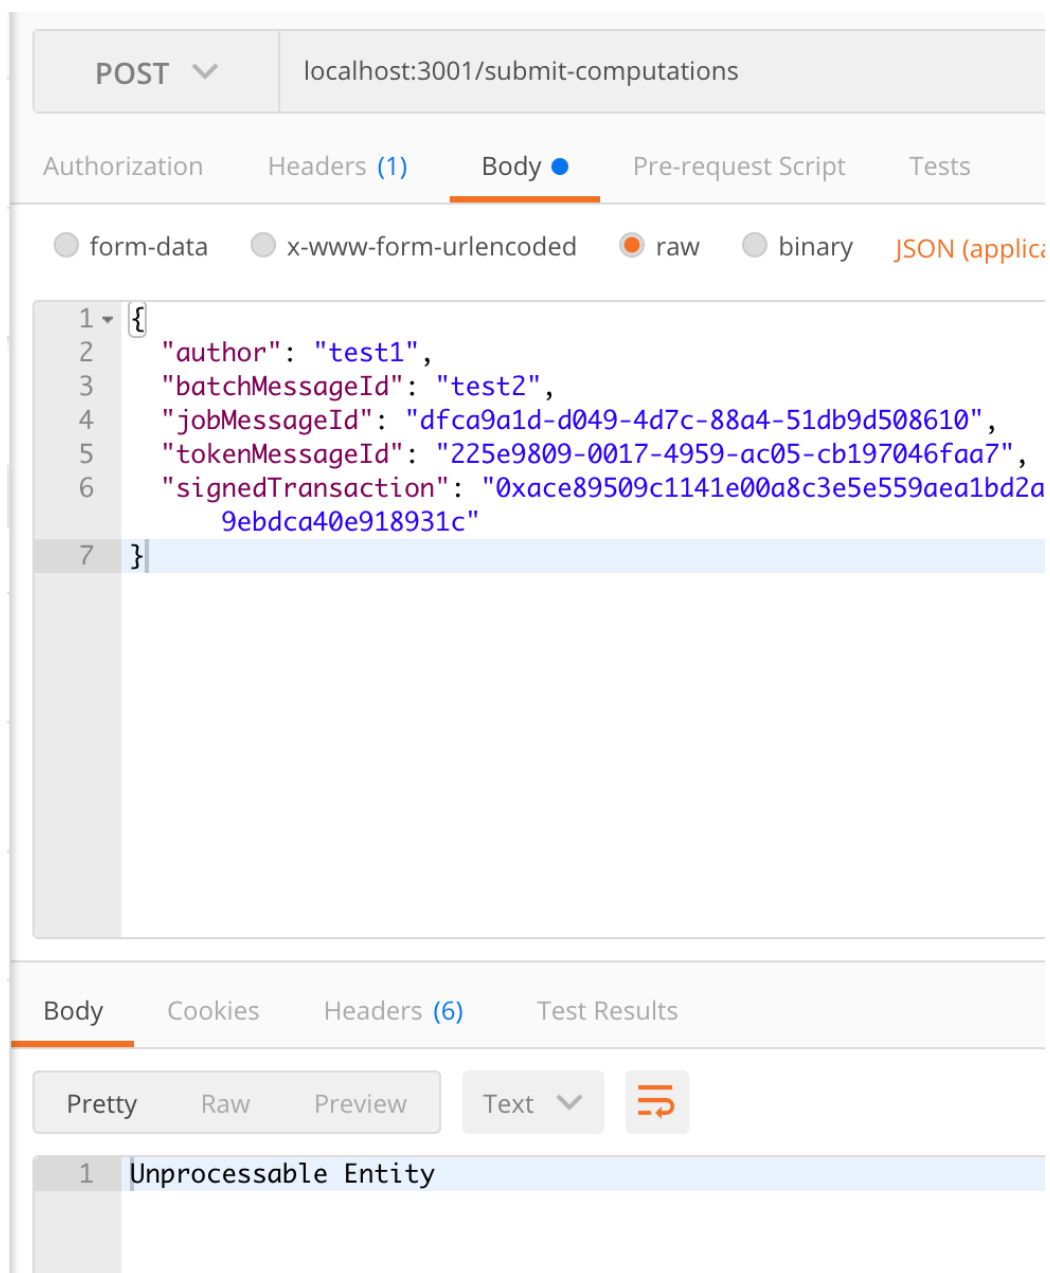 POST localhost:3001/submit-computations
Authorization Headers (1) Body Pre-request Script Tests
form-data x-www-form-urlencoded raw binary JSON (applica
1 {
2 "author": "test1",
3 "batchMessageId": "test2",
4 "jobMessageId": "dfca9a1d-d049-4d7c-88a4-51db9d508610",
5 "tokenMessageId": "225e9809-0017-4959-ac05-cb197046faa7",
6 "signedTransaction": "0xace89509c1141e00a8c3e5e559aea1bd2a
9ebdca40e918931c"
7 }
Body Cookies Headers (6) Test Results
Pretty Raw Preview Text
1 Unprocessable Entity